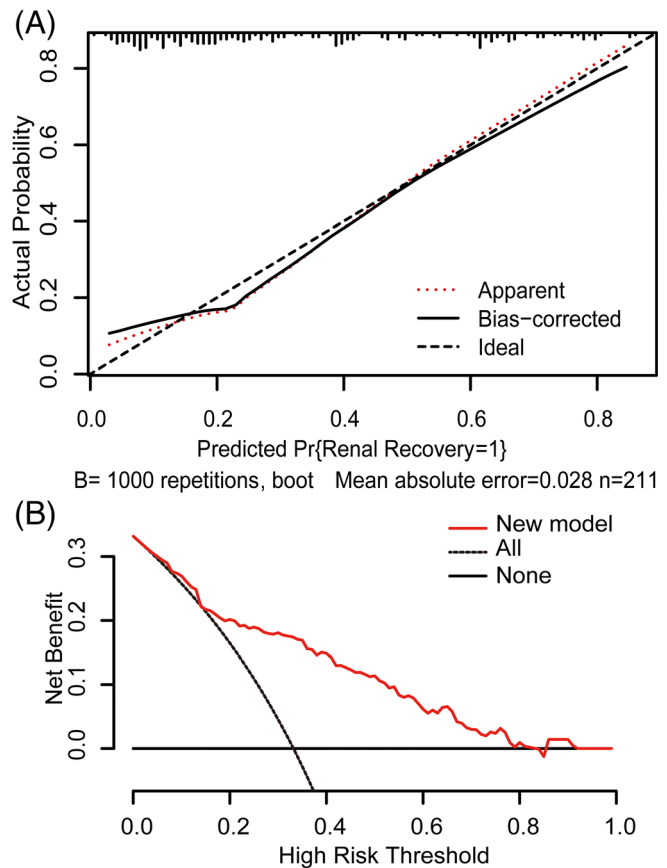 (A)
0.8
0.6
0.4
0.2
0.0
Actual Probability
Apparent
Bias-corrected
Ideal
0.0 0.2 0.4 0.6 0.8
Predicted Pr{Renal Recovery=1}
B= 1000 repetitions, boot Mean absolute error=0.028 n=211
(B)
New model
All
None
0.3
0.2
0.1
0.0
Net Benefit
0.0 0.2 0.4 0.6 0.8 1.0
High Risk Threshold